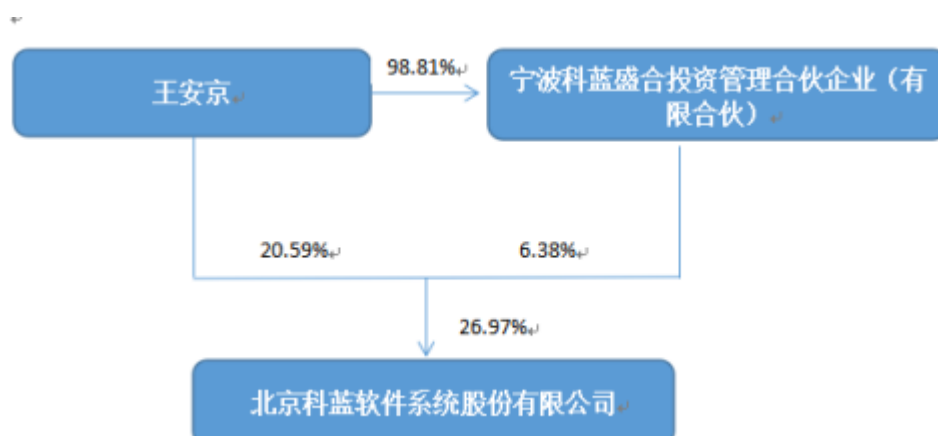 王安京
98.81%
宁波科蓝盛合投资管理合伙企业（有
限合伙）
20.59%
6.38%
26.97%
北京科蓝软件系统股份有限公司